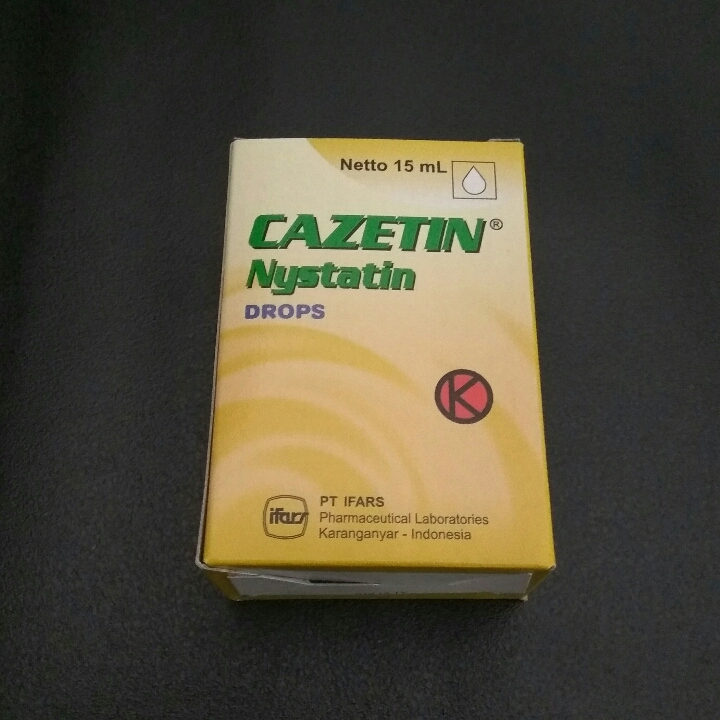 Netto 15 mL
CAZETIN®
Nystatin
DROPS
K
ifars
PT IFARS
Pharmaceutical Laboratories
Karanganyar - Indonesia